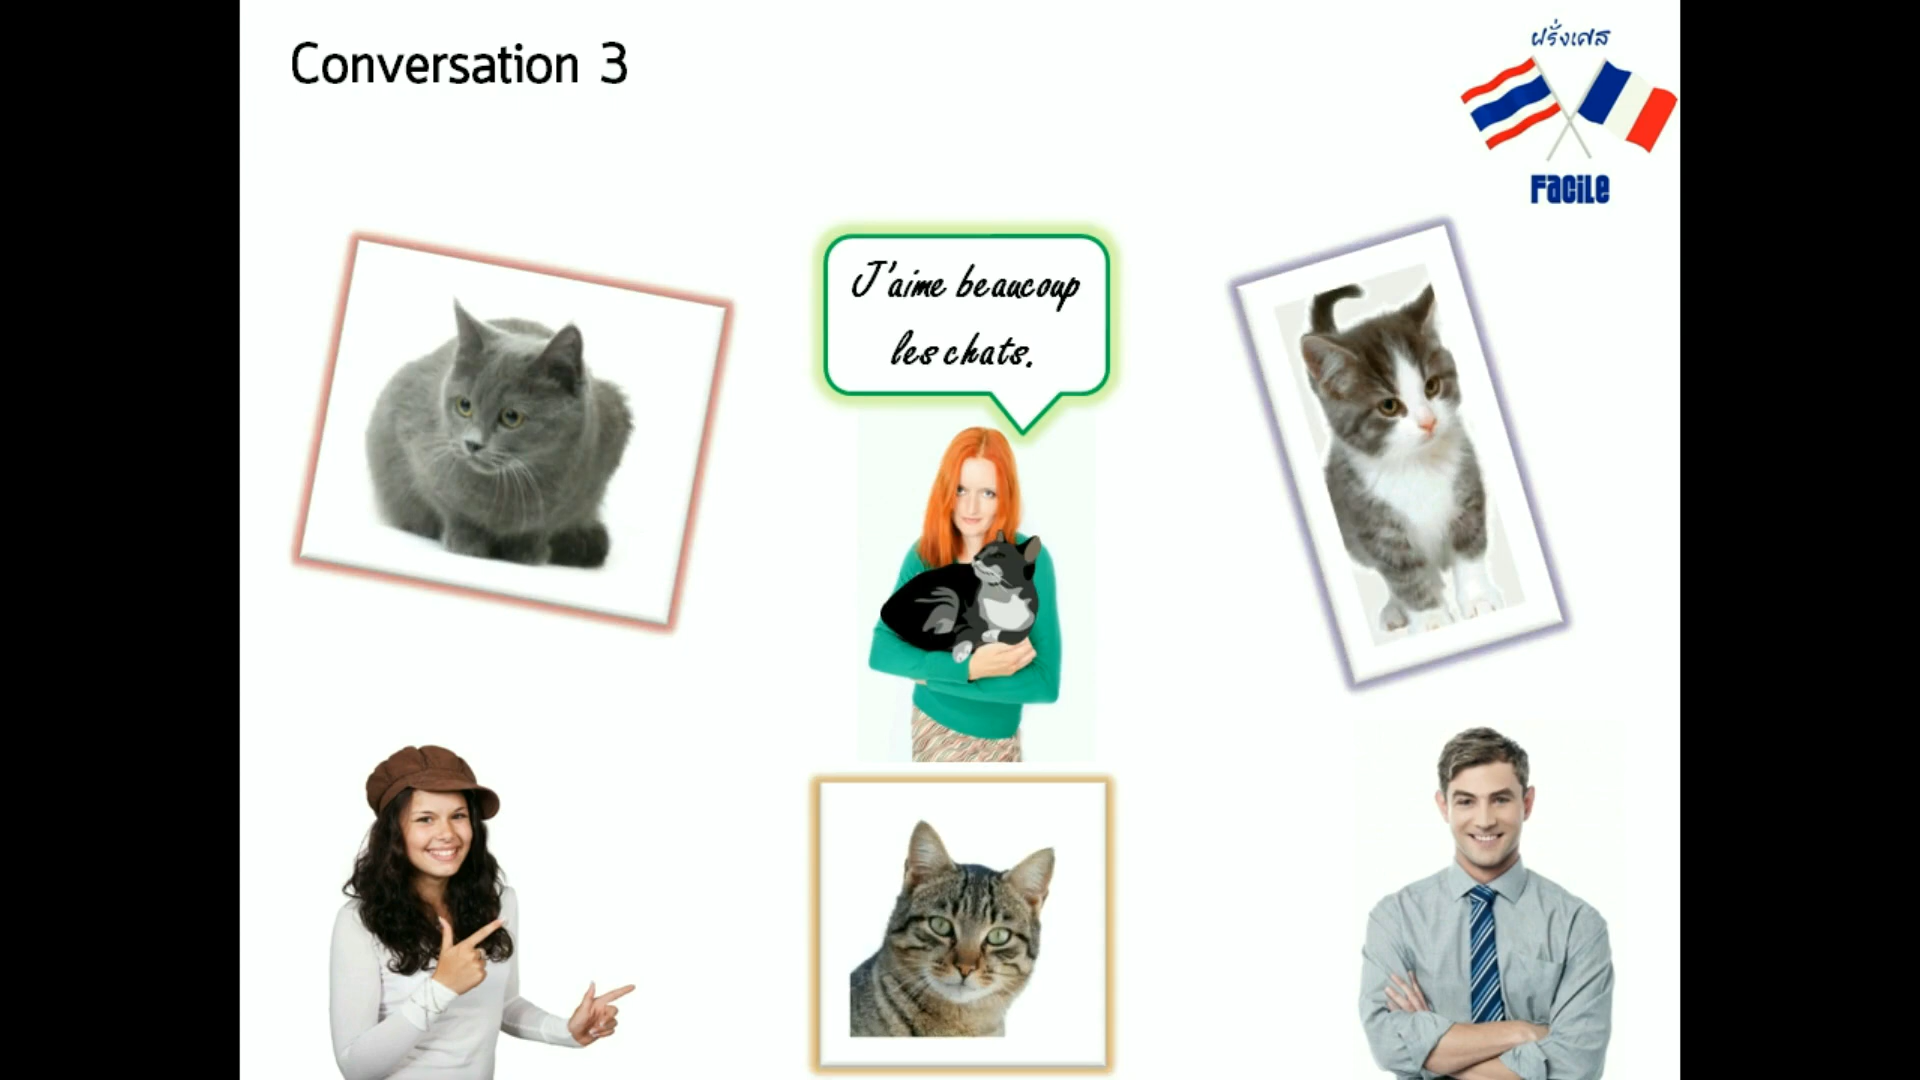 Conversation 3
ฝรั่งเศส
Facile
J'aime beaucoup
les chats.